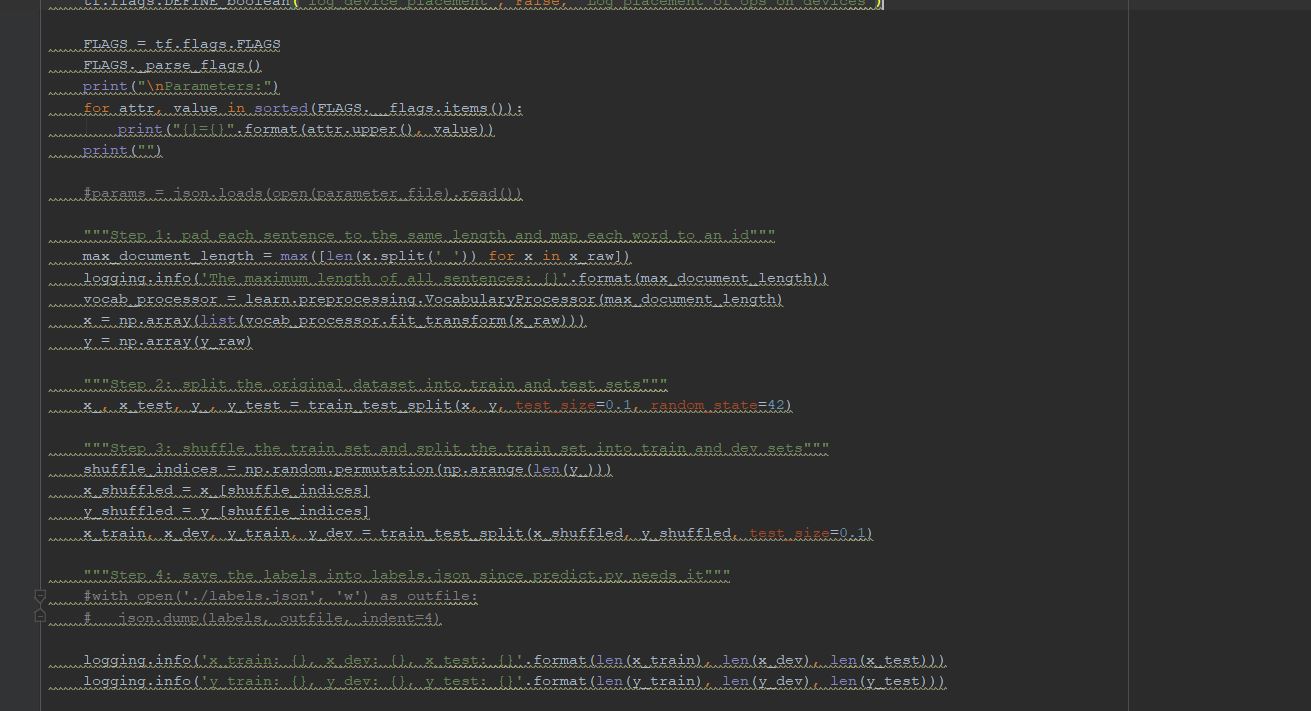 tf.flags.DEFINE_boolean("log_device_placement", False, "Log placement of ops on devices")
FLAGS = tf.flags.FLAGS
FLAGS._parse_flags()
print("\nParameters:")
for attr, value in sorted(FLAGS.__flags.items()):
print("{}={}".format(attr.upper(), value))
print("")
#params = json.loads(open(parameter_file).read())
"""Step 1: pad each sentence to the same length and map each word to an id"""
max_document_length = max([len(x.split(' ')) for x in x_raw])
logging.info('The maximum length of all sentences: {}'.format(max_document_length))
vocab_processor = learn.preprocessing.VocabularyProcessor(max_document_length)
x = np.array(list(vocab_processor.fit_transform(x_raw)))
y = np.array(y_raw)
"""Step 2: split the original dataset into train and test sets"""
x_, x_test, y_, y_test = train_test_split(x, y, test_size=0.1, random_state=42)
"""Step 3: shuffle the train set and split the train set into train and dev sets"""
shuffle_indices = np.random.permutation(np.arange(len(y_)))
x_shuffled = x_[shuffle_indices]
y_shuffled = y_[shuffle_indices]
x_train, x_dev, y_train, y_dev = train_test_split(x_shuffled, y_shuffled, test_size=0.1)
"""Step 4: save the labels into labels.json since predict.py needs it"""
#with open('./labels.json', 'w') as outfile:
#   json.dump(labels, outfile, indent=4)
logging.info('x_train: {}, x_dev: {}, x_test: {}'.format(len(x_train), len(x_dev), len(x_test)))
logging.info('y_train: {}, y_dev: {}, y_test: {}'.format(len(y_train), len(y_dev), len(y_test)))